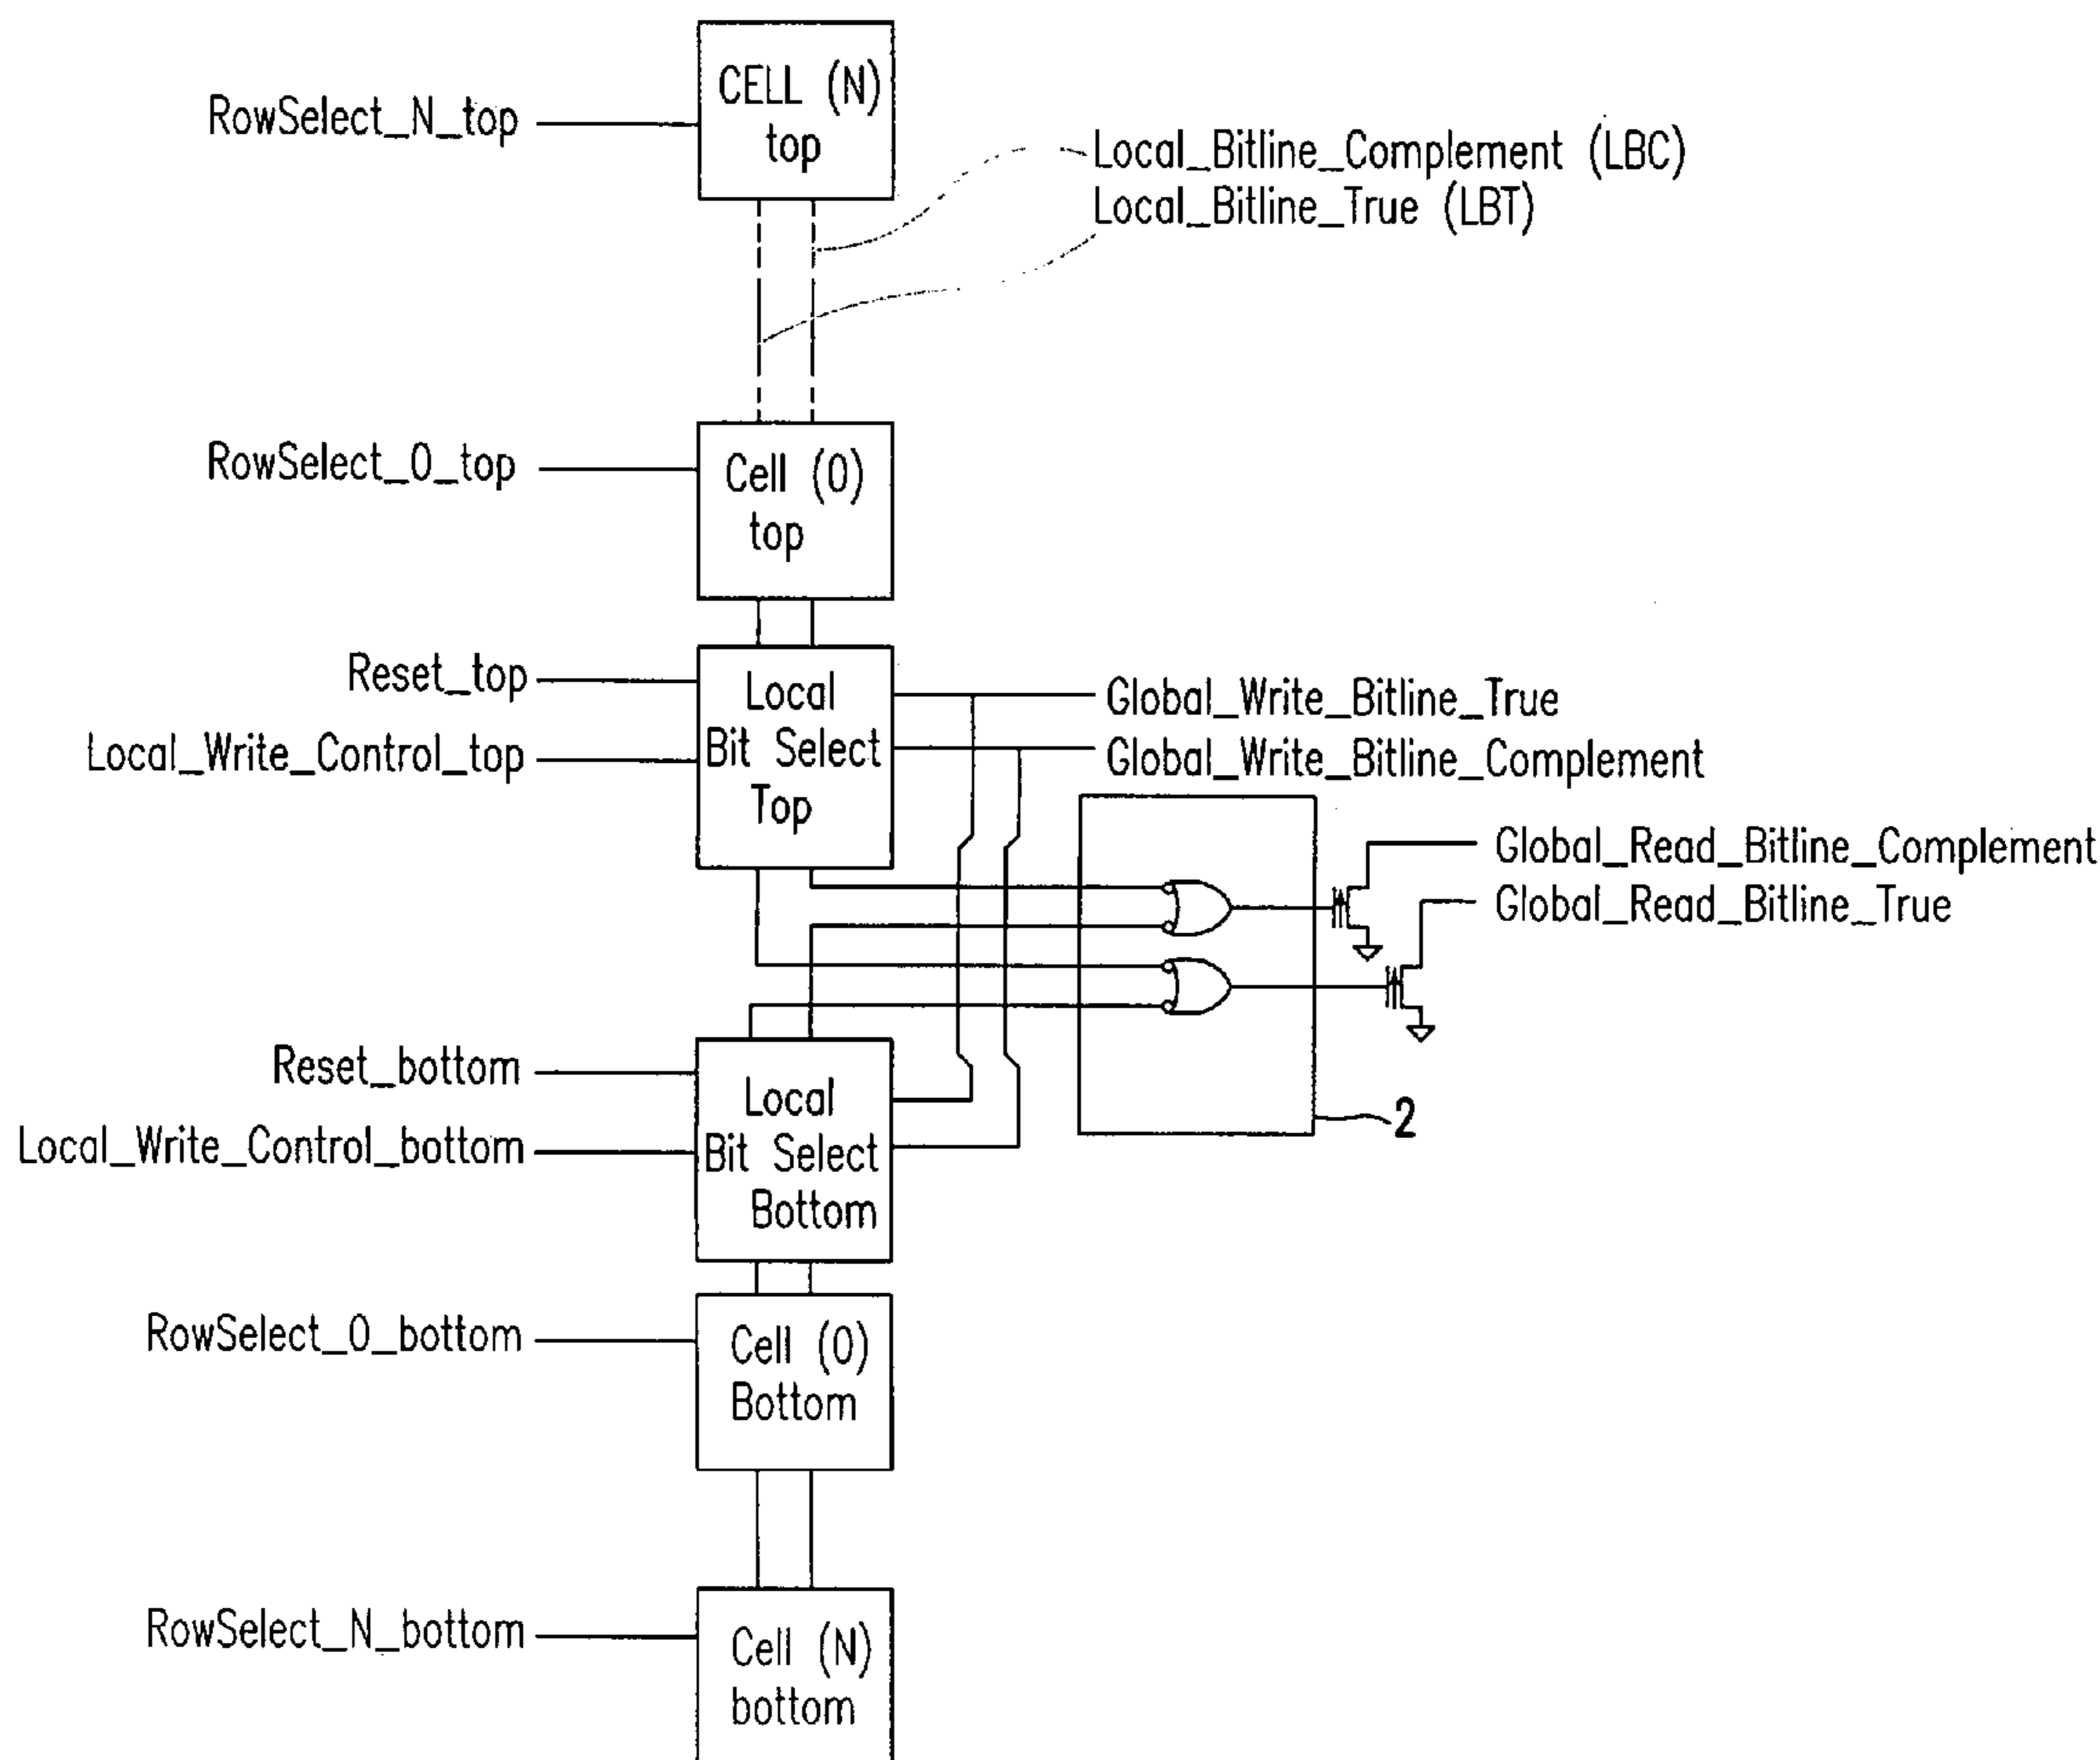 CELL (N)
top
RowSelect_N_top
Local_Bitline_Complement (LBC)
Local_Bitline_True (LBT)
RowSelect_0_top
Cell (0)
top
Reset_top
Local_Write_Control_top
Local
Bit Select
Top
Global_Write_Bitline_True
Global_Write_Bitline_Complement
Global_Read_Bitline_Complement
Global_Read_Bitline_True
Reset_bottom
Local_Write_Control_bottom
Local
Bit Select
Bottom
2
RowSelect_0_bottom
Cell (0)
Bottom
RowSelect_N_bottom
Cell (N)
bottom